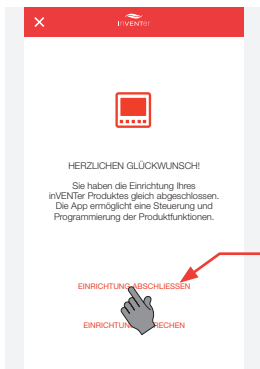 inVENTer
HERZLICHEN GLÜCKWUNSCH!
Sie haben die Einrichtung Ihres
inVENTer Produktes gleich abgeschlossen.
Die App ermöglicht eine Steuerung und
Programmierung der Produktfunktionen.
EINRICHTUNG ABSCHLIESSEN
EINRICHTUNG